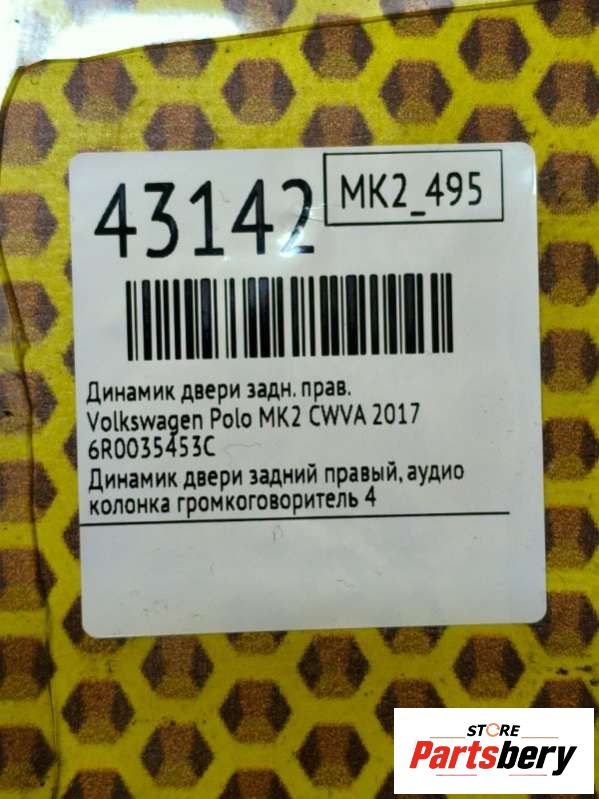 43142
MK2_495
Динамик двери задн. прав.
Volkswagen Polo MK2 CWVA 2017
6R0035453C
Динамик двери задний правый, аудио
колонка громкоговоритель 4
STORE
Partsbery